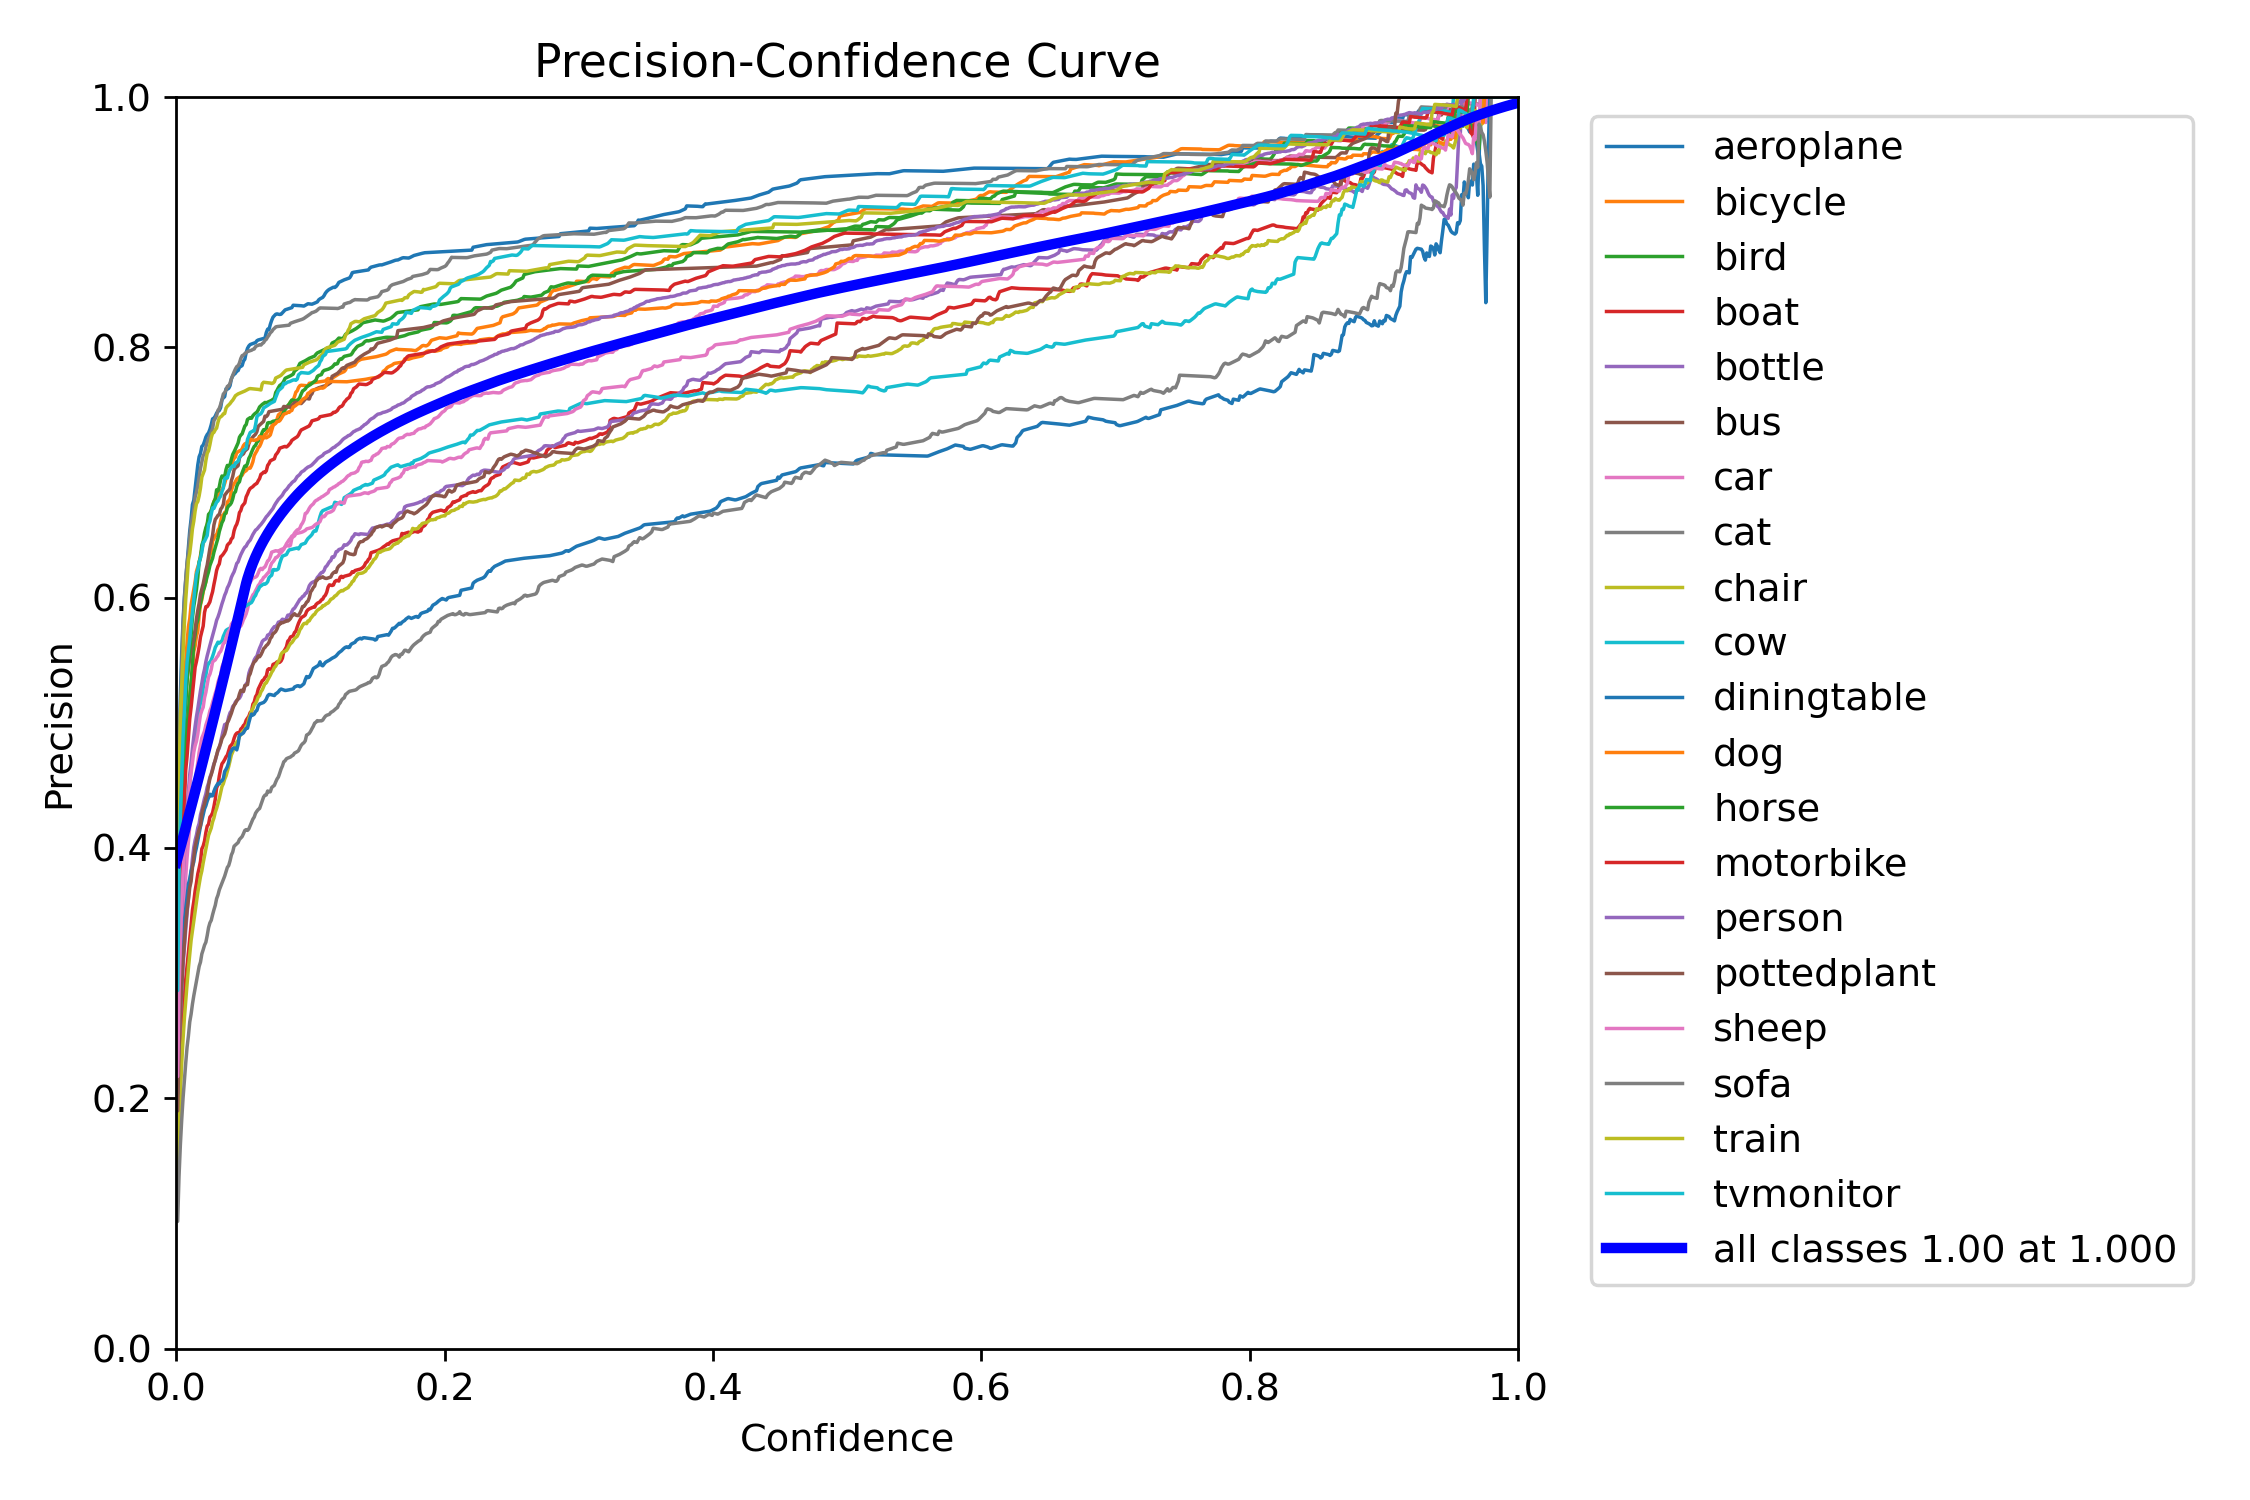 Precision-Confidence Curve
1.0
0.8
0.6
0.4
0.2
0.0
Precision
0.0 0.2 0.4 0.6 0.8 1.0
Confidence
aeroplane
bicycle
bird
boat
bottle
bus
car
cat
chair
cow
diningtable
dog
horse
motorbike
person
pottedplant
sheep
sofa
train
tvmonitor
all classes 1.00 at 1.000